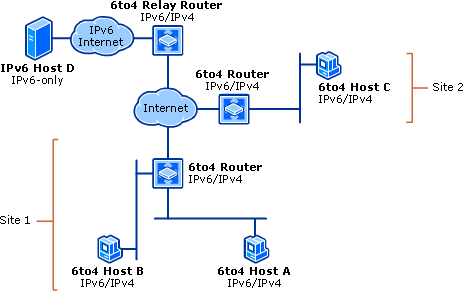 6to4 Relay Router
IPv6/IPv4
IPv6
Internet
IPv6 Host D
IPv6-only
6to4 Router
IPv6/IPv4
6to4 Host C
IPv6/IPv4
Site 2
Internet
6to4 Router
IPv6/IPv4
Site 1
6to4 Host B
IPv6/IPv4
6to4 Host A
IPv6/IPv4